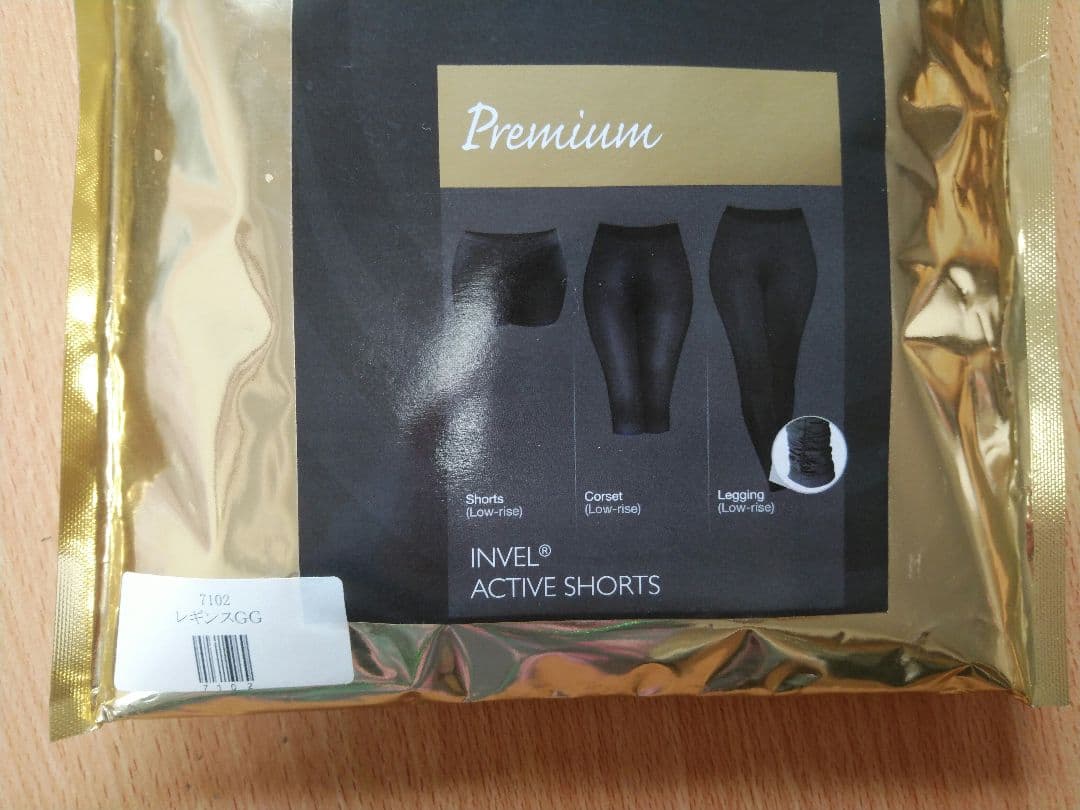 Premium
Shorts
(Low-rise)
Corset
(Low-rise)
Legging
(Low-rise)
INVEL®
ACTIVE SHORTS
7102
レギンスGG
7102